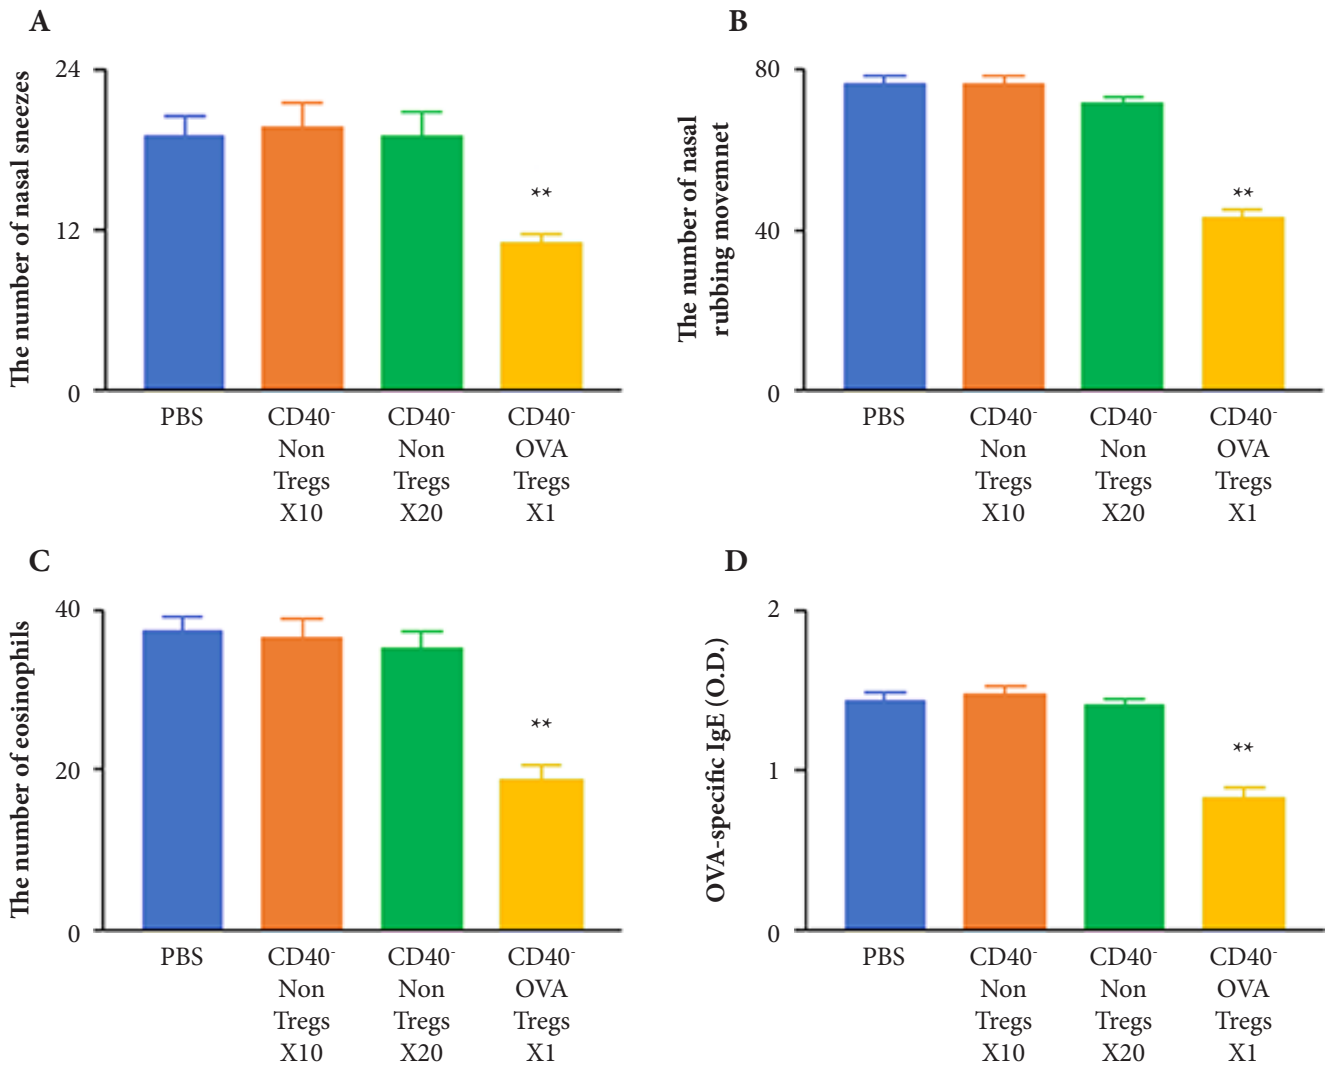 A
The number of nasal sneezes
24
12
0
**
PBS
CD40⁻
Non
Tregs
X10
CD40⁻
Non
Tregs
X20
CD40⁻
OVA
Tregs
X1
B
The number of nasal
rubbing movemnet
80
40
0
**
PBS
CD40⁻
Non
Tregs
X10
CD40⁻
Non
Tregs
X20
CD40⁻
OVA
Tregs
X1
C
The number of eosinophils
40
20
0
**
PBS
CD40⁻
Non
Tregs
X10
CD40⁻
Non
Tregs
X20
CD40⁻
OVA
Tregs
X1
D
OVA-specific IgE (O.D.)
2
1
0
**
PBS
CD40⁻
Non
Tregs
X10
CD40⁻
Non
Tregs
X20
CD40⁻
OVA
Tregs
X1